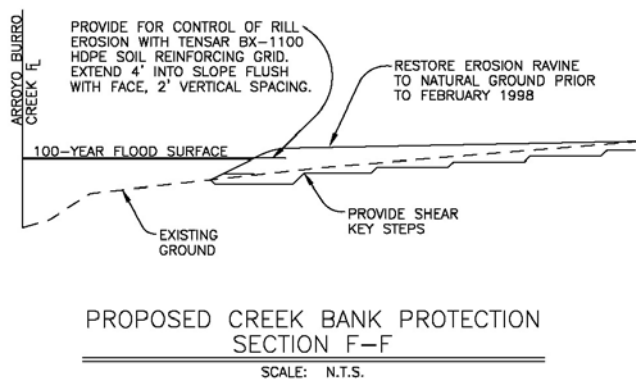 ARROYO BURRO
CREEK FL
PROVIDE FOR CONTROL OF RILL
EROSION WITH TENSAR BX-1100
HDPE SOIL REINFORCING GRID.
EXTEND 4' INTO SLOPE FLUSH
WITH FACE, 2' VERTICAL SPACING.
RESTORE EROSION RAVINE
TO NATURAL GROUND PRIOR
TO FEBRUARY 1998
100-YEAR FLOOD SURFACE
EXISTING
GROUND
PROVIDE SHEAR
KEY STEPS
PROPOSED CREEK BANK PROTECTION
SECTION F-F
SCALE: N.T.S.